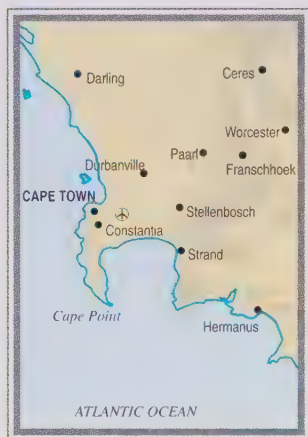 Darling
Ceres
Worcester
Paarl
Franschhoek
Durbanville
CAPE TOWN
Stellenbosch
Constantia
Strand
Cape Point
Hermanus
ATLANTIC OCEAN